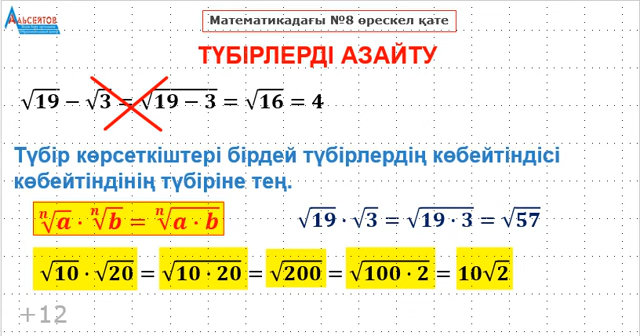 АЛЬСЕИТОВ
Математикадағы №8 өрескел қате
ТҮБІРЛЕРДІ АЗАЙТУ
√19 − √3 = √(19 − 3) = √16 = 4
Түбір көрсеткіштері бірдей түбірлердің көбейтіндісі
көбейтіндінің түбіріне тең.
ⁿ√a · ⁿ√b = ⁿ√(a · b) √19 · √3 = √(19 · 3) = √57
√10 · √20 = √(10 · 20) = √200 = √(100 · 2) = 10√2
+12